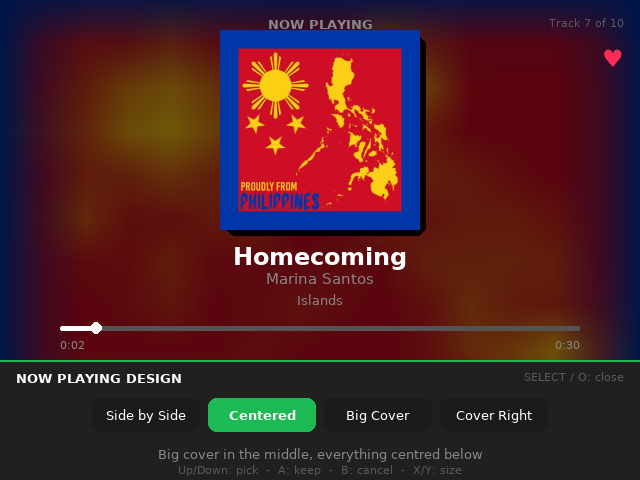 NOW PLAYING
Track 7 of 10
PROUDLY FROM
PHILIPPINES
Homecoming
Marina Santos
Islands
0:02
0:30
NOW PLAYING DESIGN
SELECT / O: close
Side by Side
Centered
Big Cover
Cover Right
Big cover in the middle, everything centred below
Up/Down: pick - A: keep - B: cancel - X/Y: size